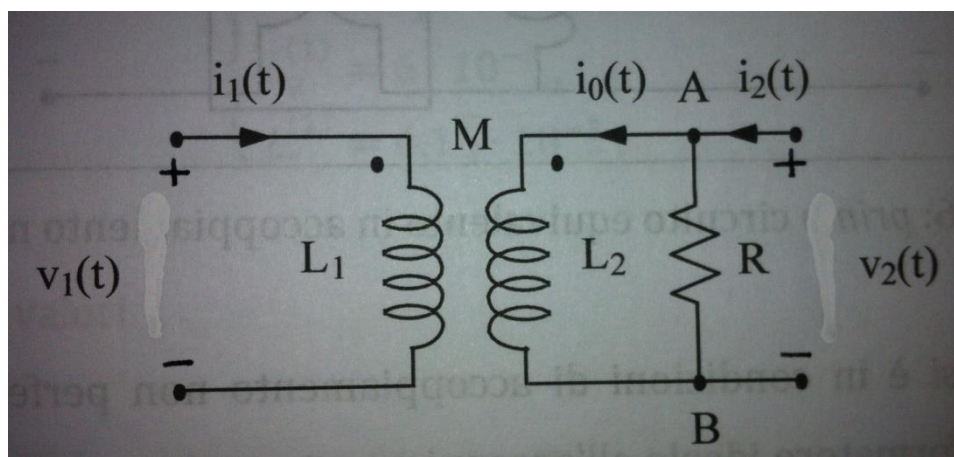 i₁(t) i₀(t) A i₂(t)
M
+ +
L₁ L₂ R
v₁(t) v₂(t)
− −
B